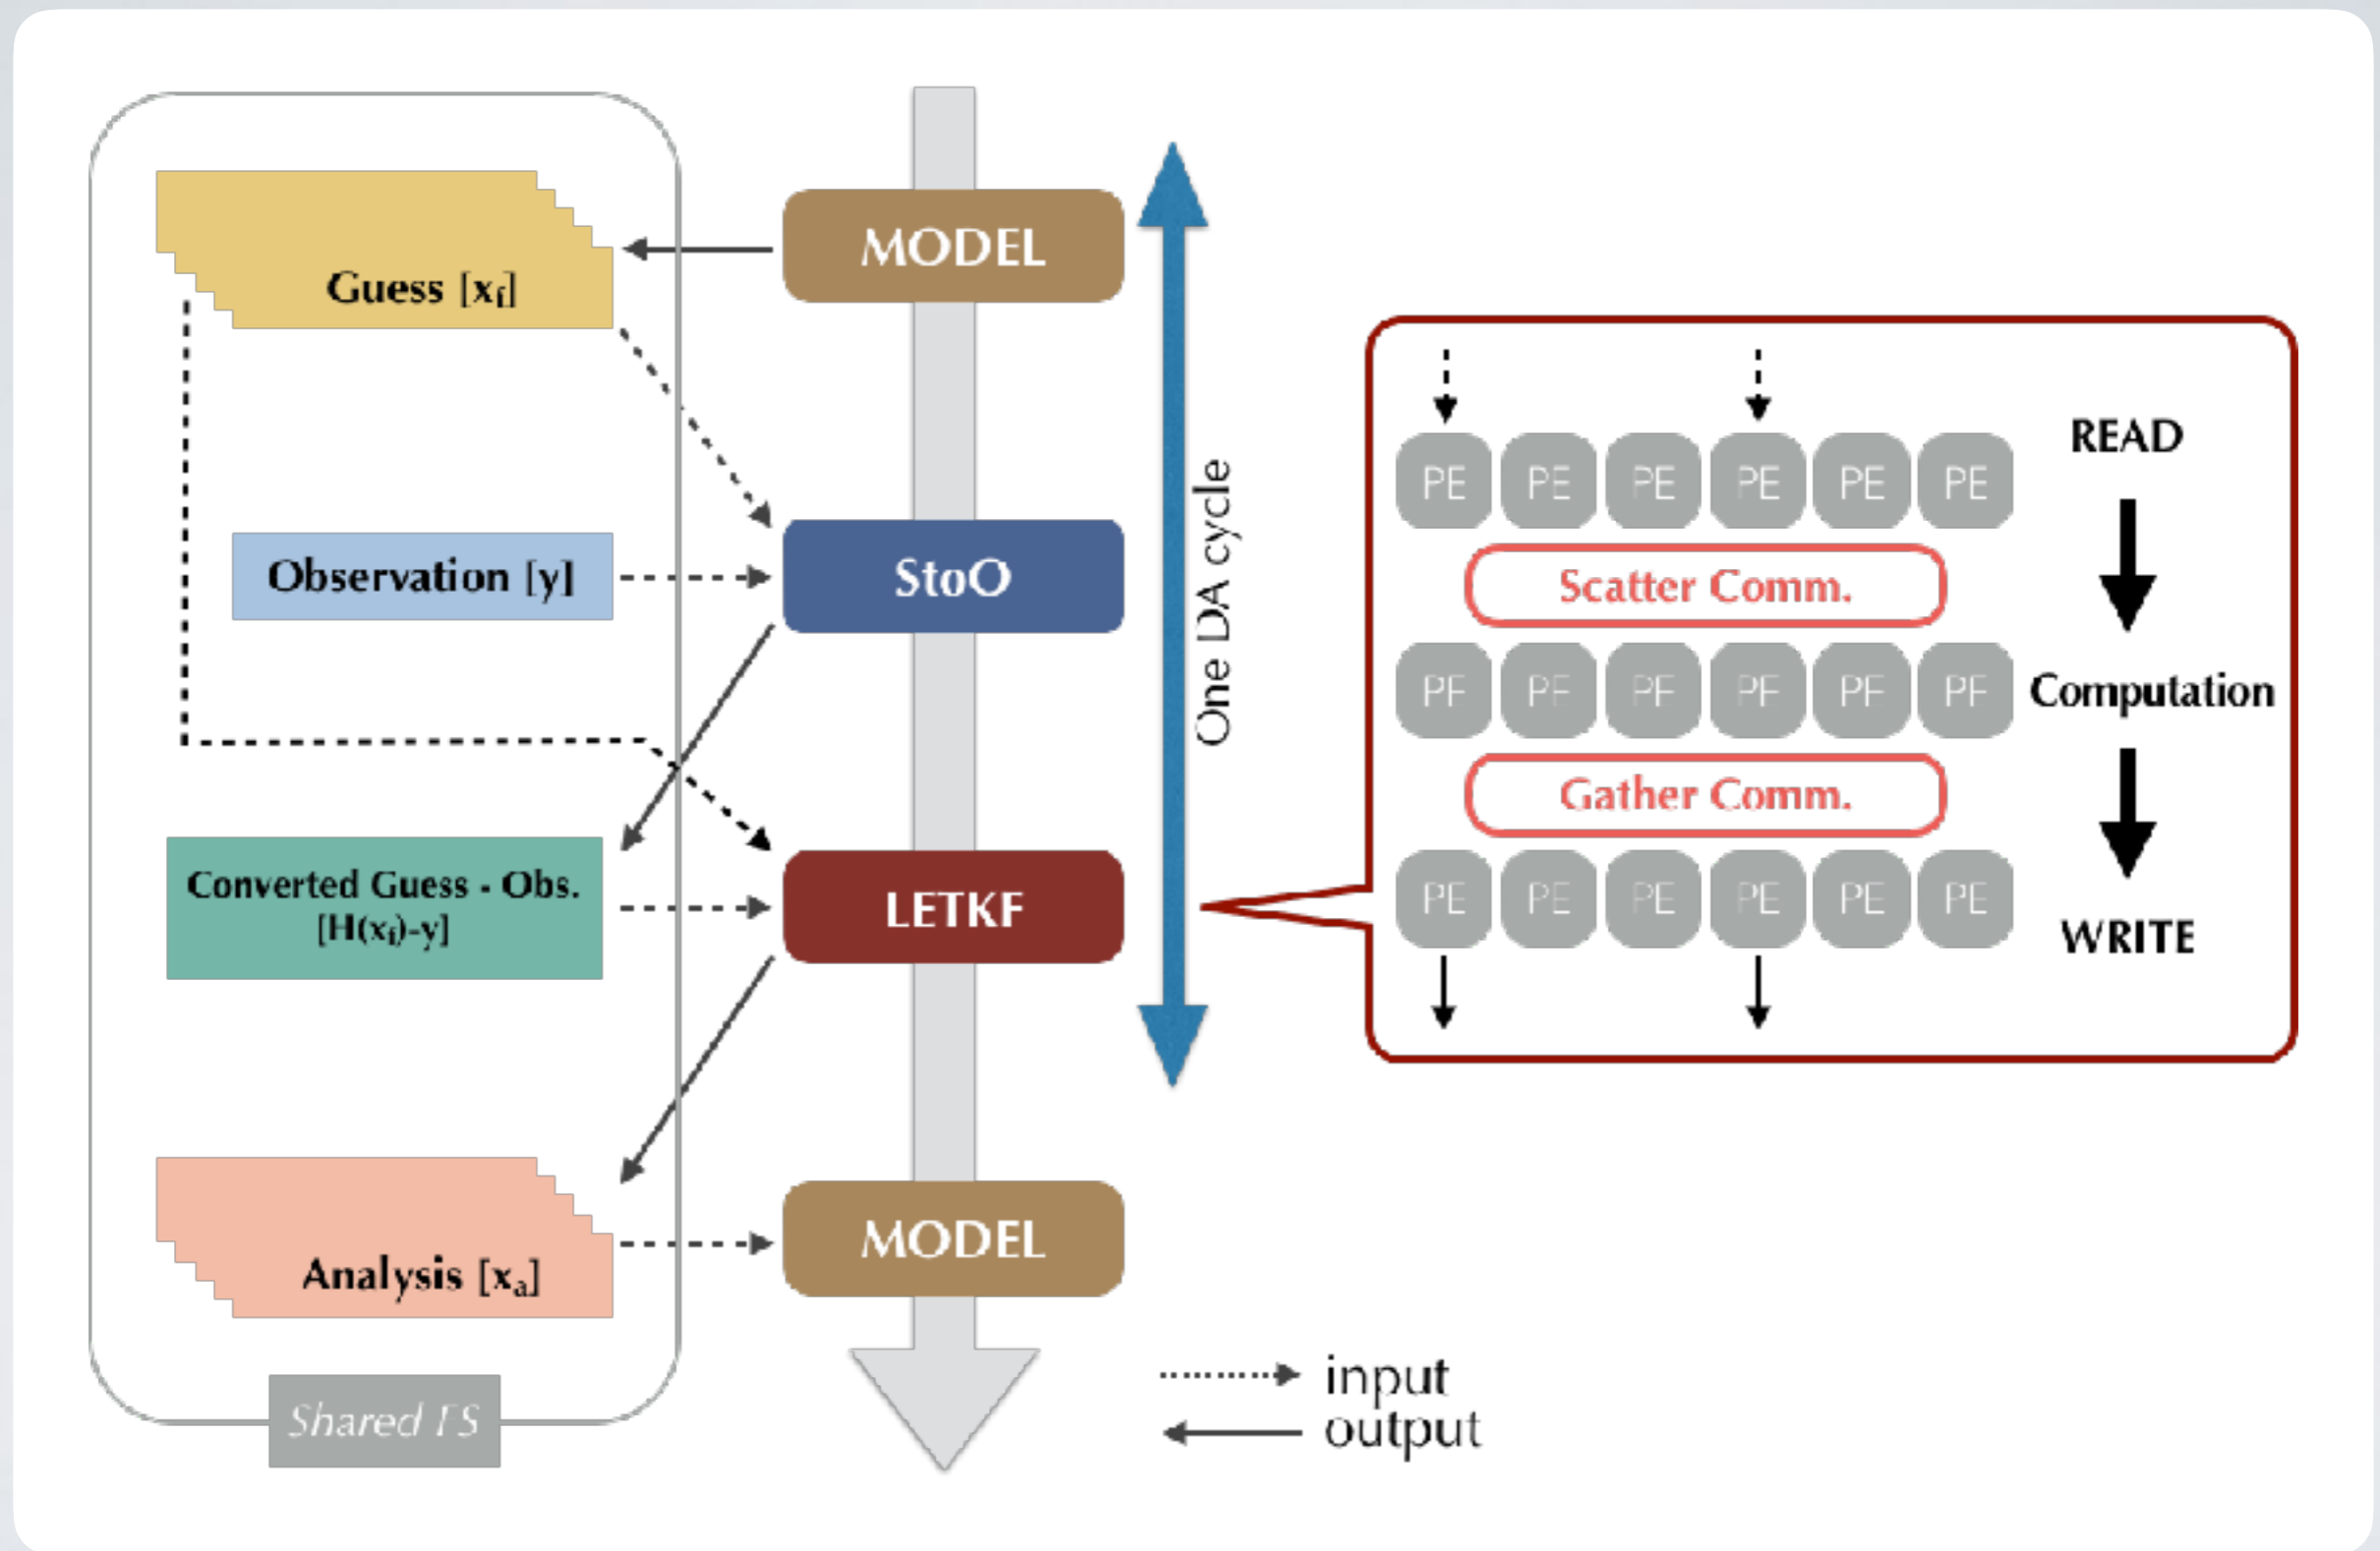 Guess [xf]
Observation [y]
Converted Guess - Obs.
[H(xf)-y]
Analysis [xa]
Shared FS
MODEL
StoO
LETKF
MODEL
One DA cycle
input
output
PE PE PE PE PE PE
Scatter Comm.
PE PE PE PE PE PE
Gather Comm.
PE PE PE PE PE PE
READ
Computation
WRITE